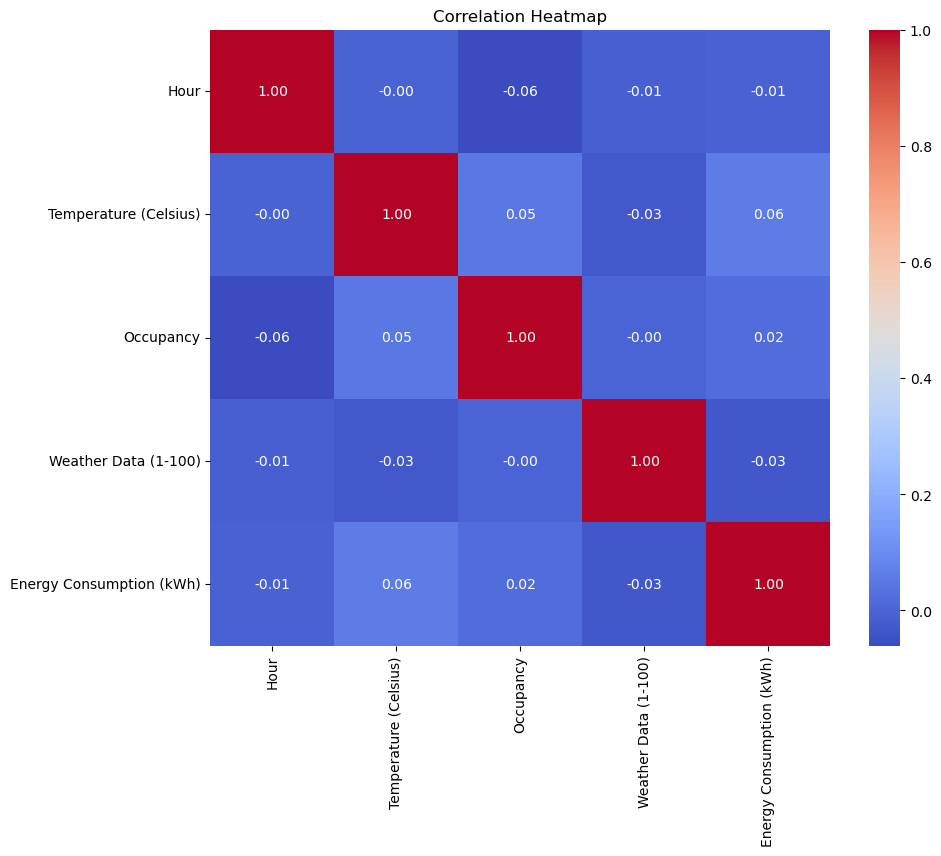 Correlation Heatmap
Hour
1.00
-0.00
-0.06
-0.01
-0.01
Temperature (Celsius)
-0.00
1.00
0.05
-0.03
0.06
Occupancy
-0.06
0.05
1.00
-0.00
0.02
Weather Data (1-100)
-0.01
-0.03
-0.00
1.00
-0.03
Energy Consumption (kWh)
-0.01
0.06
0.02
-0.03
1.00
Hour
Temperature (Celsius)
Occupancy
Weather Data (1-100)
Energy Consumption (kWh)
1.0
0.8
0.6
0.4
0.2
0.0